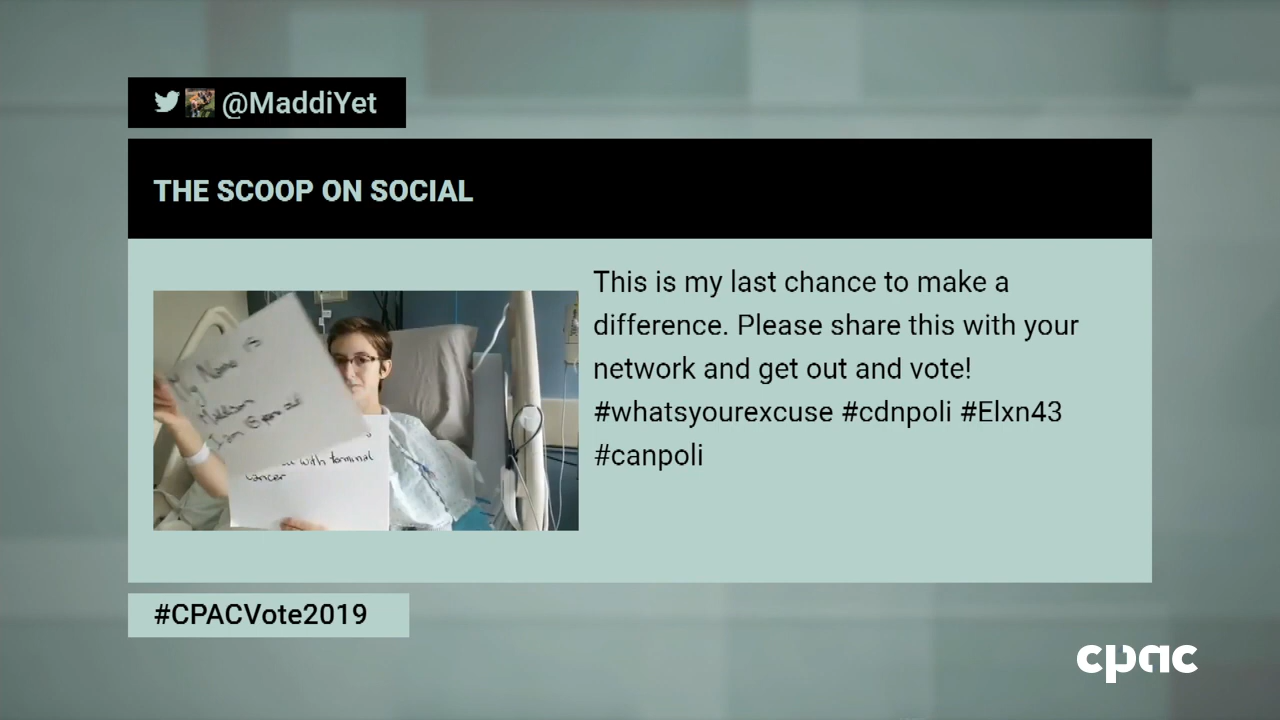 @MaddiYet
THE SCOOP ON SOCIAL
My Name is
Madison
I am
with terminal
cancer
This is my last chance to make a
difference. Please share this with your
network and get out and vote!
#whatsyourexcuse #cdnpoli #Elxn43
#canpoli
#CPACVote2019
cpac